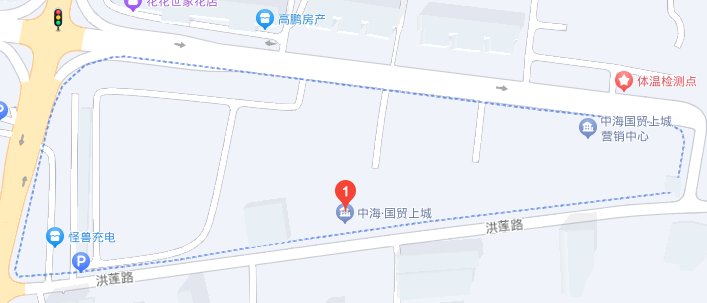 花花世家花店
高鹏房产
体温检测点
P
中海国贸上城
营销中心
1
中海·国贸上城
洪莲路
怪兽充电
P
洪莲路